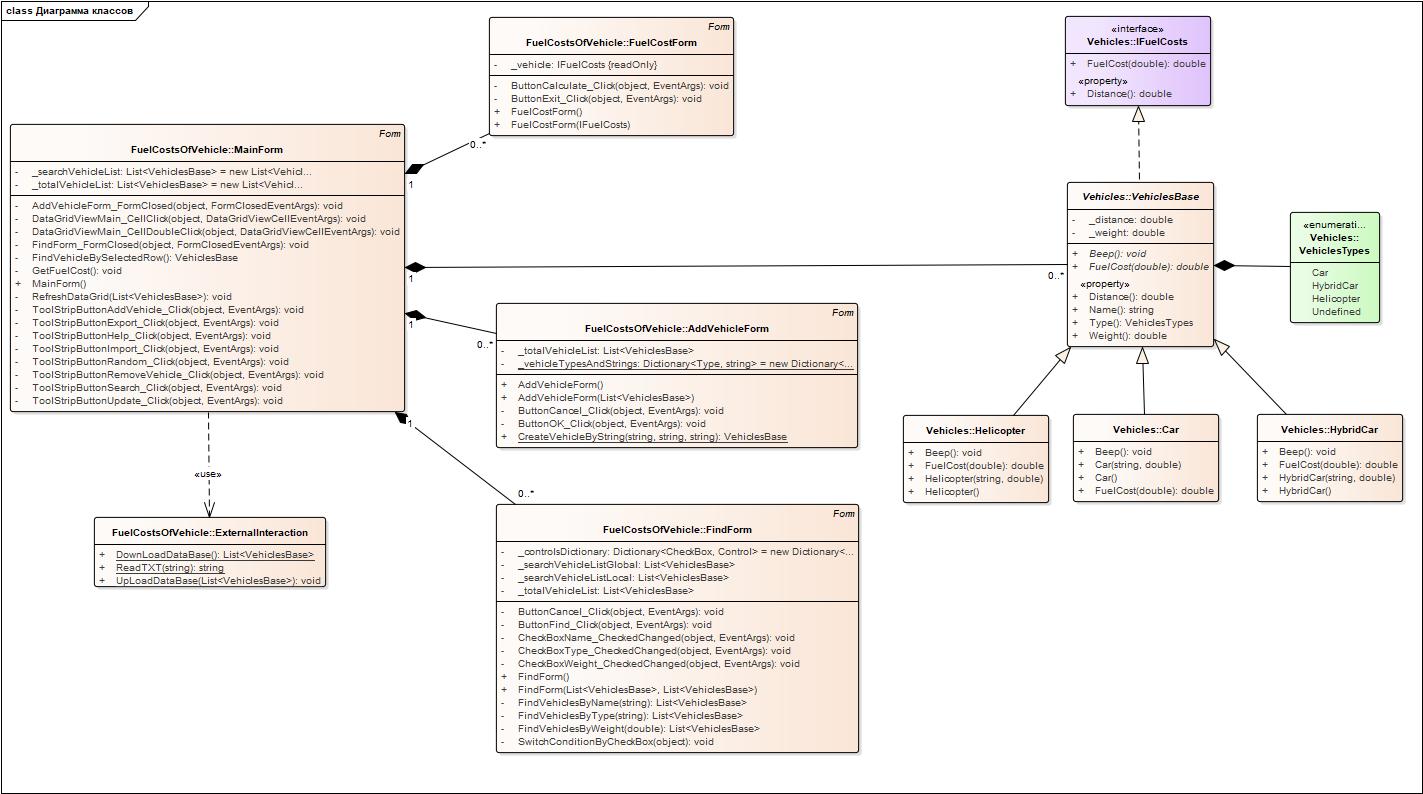 class Диаграмма классов
Form
FuelCostsOfVehicle::FuelCostForm
- _vehicle: IFuelCosts {readOnly}
- ButtonCalculate_Click(object, EventArgs): void
- ButtonExit_Click(object, EventArgs): void
+ FuelCostForm()
+ FuelCostForm(IFuelCosts)
«interface»
Vehicles::IFuelCosts
+ FuelCost(double): double
«property»
+ Distance(): double
Form
FuelCostsOfVehicle::MainForm
- _searchVehicleList: List<VehiclesBase> = new List<Vehicl...
- _totalVehicleList: List<VehiclesBase> = new List<Vehicl...
- AddVehicleForm_FormClosed(object, FormClosedEventArgs): void
- DataGridViewMain_CellClick(object, DataGridViewCellEventArgs): void
- DataGridViewMain_CellDoubleClick(object, DataGridViewCellEventArgs): void
- FindForm_FormClosed(object, FormClosedEventArgs): void
- FindVehicleBySelectedRow(): VehiclesBase
- GetFuelCost(): void
+ MainForm()
- RefreshDataGrid(List<VehiclesBase>): void
- ToolStripButtonAddVehicle_Click(object, EventArgs): void
- ToolStripButtonExport_Click(object, EventArgs): void
- ToolStripButtonHelp_Click(object, EventArgs): void
- ToolStripButtonImport_Click(object, EventArgs): void
- ToolStripButtonRandom_Click(object, EventArgs): void
- ToolStripButtonRemoveVehicle_Click(object, EventArgs): void
- ToolStripButtonSearch_Click(object, EventArgs): void
- ToolStripButtonUpdate_Click(object, EventArgs): void
0..*
1
1
0..*
1
0..*
1
0..*
Vehicles::VehiclesBase
- _distance: double
- _weight: double
+ Beep(): void
+ FuelCost(double): double
«property»
+ Distance(): double
+ Name(): string
+ Type(): VehiclesTypes
+ Weight(): double
«enumerati...
Vehicles::
VehiclesTypes
Car
HybridCar
Helicopter
Undefined
Form
FuelCostsOfVehicle::AddVehicleForm
- _totalVehicleList: List<VehiclesBase>
- _vehicleTypesAndStrings: Dictionary<Type, string> = new Dictionary<...
+ AddVehicleForm()
+ AddVehicleForm(List<VehiclesBase>)
- ButtonCancel_Click(object, EventArgs): void
- ButtonOK_Click(object, EventArgs): void
+ CreateVehicleByString(string, string, string): VehiclesBase
Vehicles::Helicopter
+ Beep(): void
+ FuelCost(double): double
+ Helicopter(string, double)
+ Helicopter()
Vehicles::Car
+ Beep(): void
+ Car(string, double)
+ Car()
+ FuelCost(double): double
Vehicles::HybridCar
+ Beep(): void
+ FuelCost(double): double
+ HybridCar(string, double)
+ HybridCar()
«use»
FuelCostsOfVehicle::ExternalInteraction
+ DownLoadDataBase(): List<VehiclesBase>
+ ReadTXT(string): string
+ UpLoadDataBase(List<VehiclesBase>): void
Form
FuelCostsOfVehicle::FindForm
- _controlsDictionary: Dictionary<CheckBox, Control> = new Dictionary<...
- _searchVehicleListGlobal: List<VehiclesBase>
- _searchVehicleListLocal: List<VehiclesBase>
- _totalVehicleList: List<VehiclesBase>
- ButtonCancel_Click(object, EventArgs): void
- ButtonFind_Click(object, EventArgs): void
- CheckBoxName_CheckedChanged(object, EventArgs): void
- CheckBoxType_CheckedChanged(object, EventArgs): void
- CheckBoxWeight_CheckedChanged(object, EventArgs): void
+ FindForm()
+ FindForm(List<VehiclesBase>, List<VehiclesBase>)
- FindVehiclesByName(string): List<VehiclesBase>
- FindVehiclesByType(string): List<VehiclesBase>
- FindVehiclesByWeight(double): List<VehiclesBase>
- SwitchConditionByCheckBox(object): void